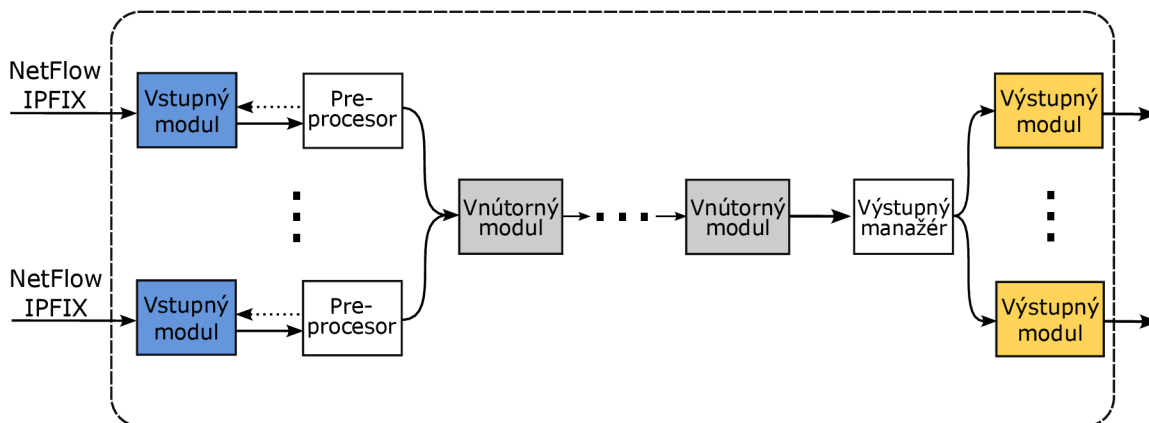 NetFlow
IPFIX
Vstupný
modul
Pre-
procesor
Výstupný
modul
Vnútorný
modul
Vnútorný
modul
Výstupný
manažér
NetFlow
IPFIX
Vstupný
modul
Pre-
procesor
Výstupný
modul